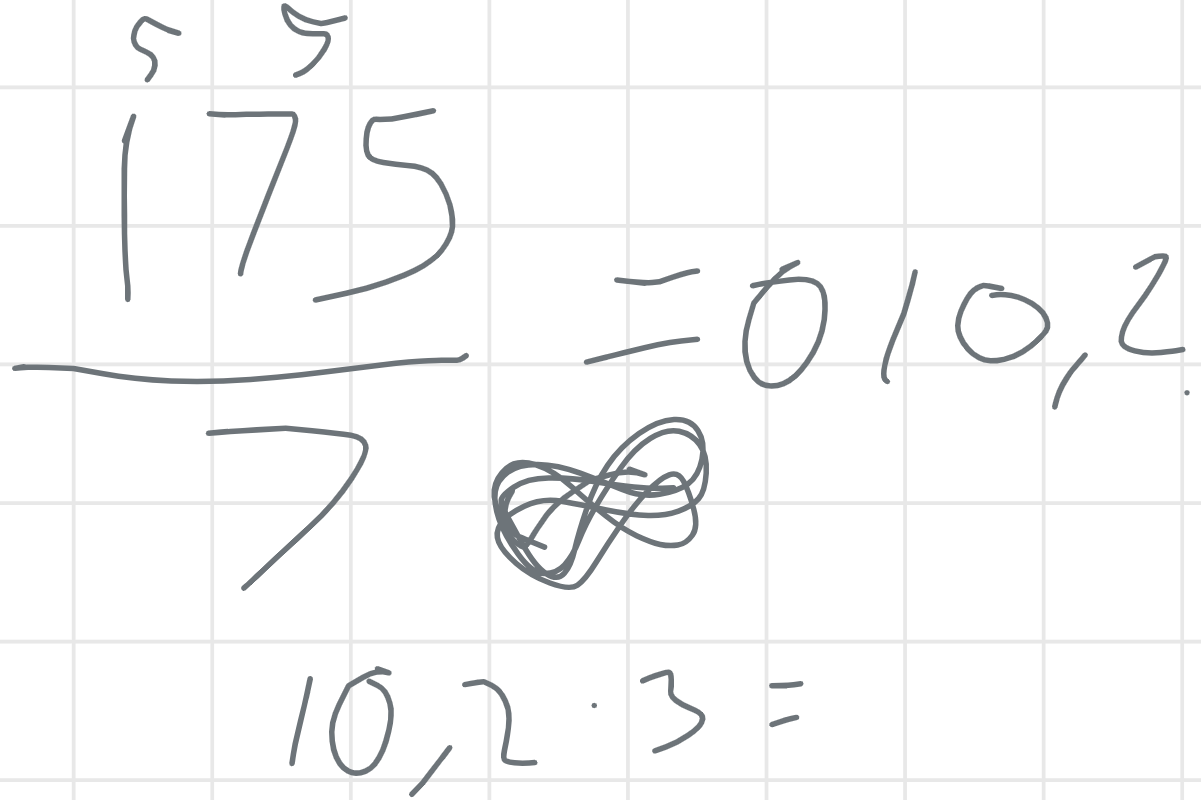 5 5
175
= 010,2
7
10,2 · 3 =